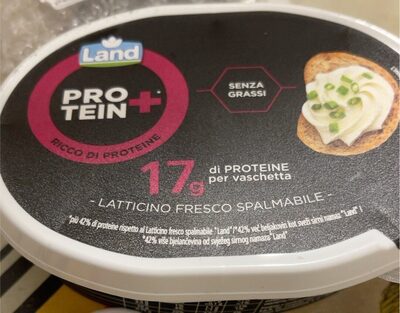 Land
PRO
TEIN+
RICCO DI PROTEINE
SENZA
GRASSI
17g di PROTEINE
per vaschetta
- LATTICINO FRESCO SPALMABILE -
*più 42% di proteine rispetto al Latticino fresco spalmabile "Land"/*42% več beljakovin kot sveži sirni namaz "Land" /
*42% više bjelančevina od svježeg sirnog namaza "Land"